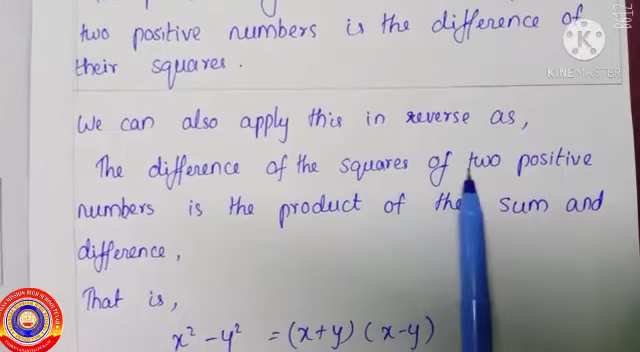 two positive numbers is the difference of
their squares.
We can also apply this in reverse as,
The difference of the squares of two positive
numbers is the product of the sum and
difference,
That is,
x² - y² = (x+y) (x-y)
KINEMASTER